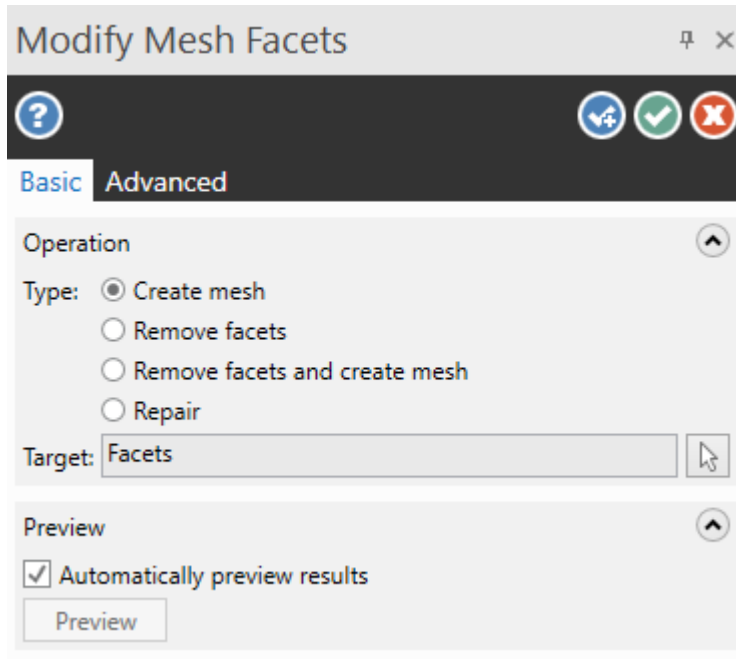 Modify Mesh Facets
Basic Advanced
Operation
Type: Create mesh
Remove facets
Remove facets and create mesh
Repair
Target: Facets
Preview
Automatically preview results
Preview